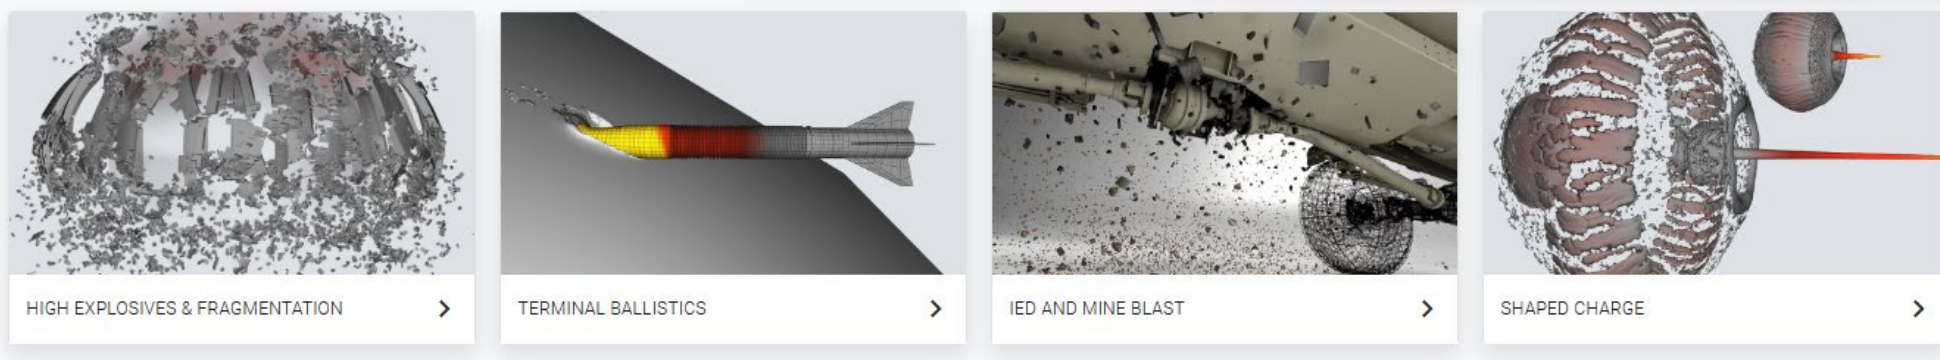 HIGH EXPLOSIVES & FRAGMENTATION
TERMINAL BALLISTICS
IED AND MINE BLAST
SHAPED CHARGE